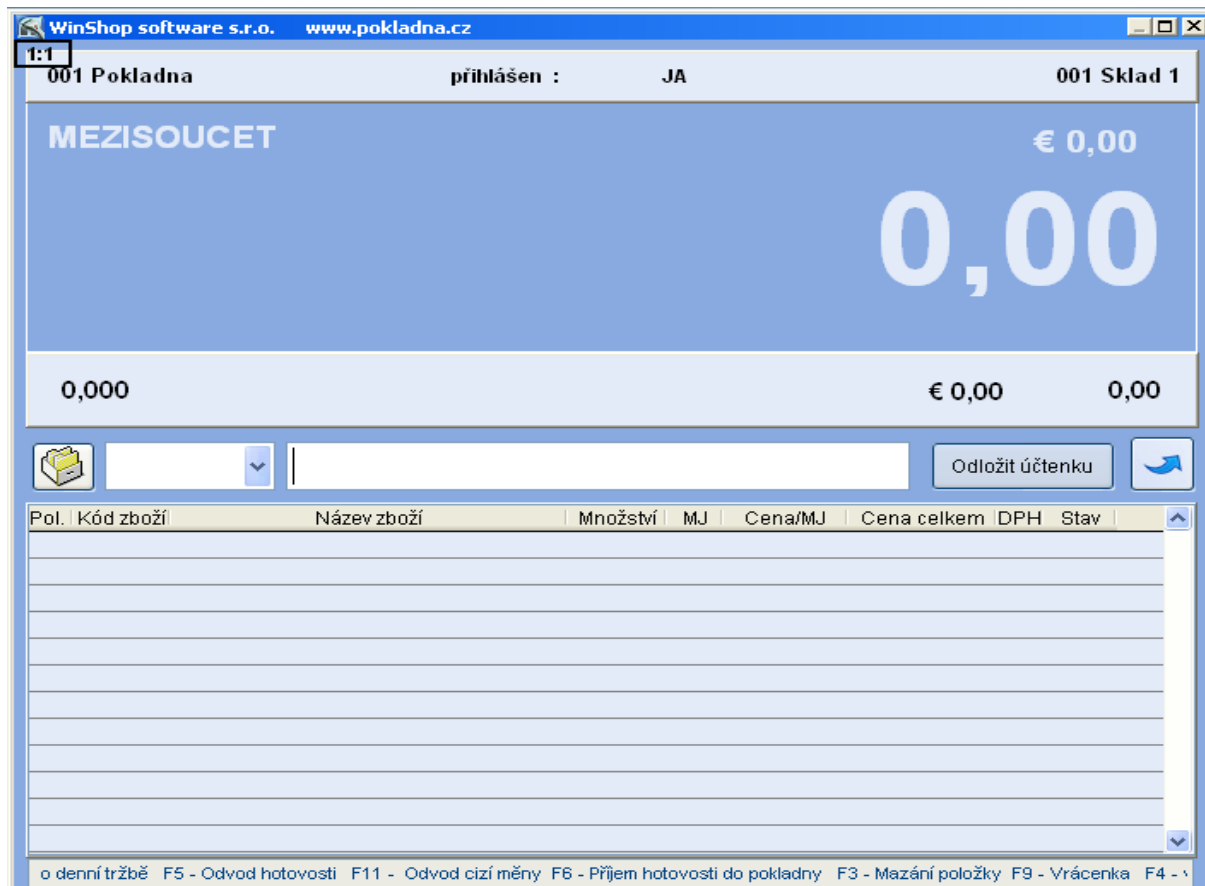 WinShop software s.r.o. www.pokladna.cz
1:1
001 Pokladna přihlášen : JA 001 Sklad 1
MEZISOUCET € 0,00
0,00
0,000 € 0,00 0,00
Odložit účtenku
Pol. Kód zboží Název zboží Množství MJ Cena/MJ Cena celkem DPH Stav
o denní tržbě F5 - Odvod hotovosti F11 - Odvod cizí měny F6 - Příjem hotovosti do pokladny F3 - Mazání položky F9 - Vrácenka F4 -